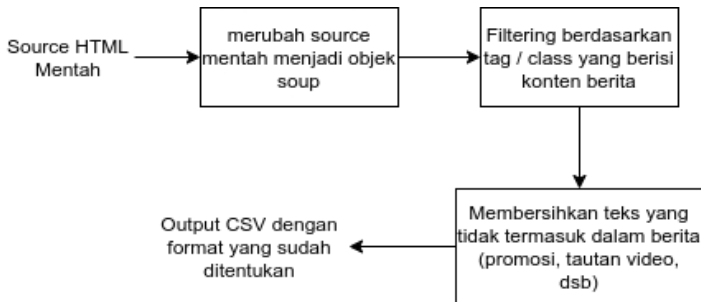 Source HTML
Mentah
merubah source
mentah menjadi objek
soup
Filtering berdasarkan
tag / class yang berisi
konten berita
Membersihkan teks yang
tidak termasuk dalam berita
(promosi, tautan video,
dsb)
Output CSV dengan
format yang sudah
ditentukan